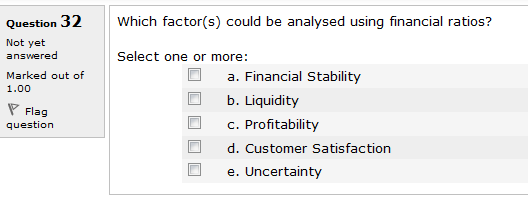 Question 32
Not yet
answered
Marked out of
1.00
Flag
question
Which factor(s) could be analysed using financial ratios?
Select one or more:
a. Financial Stability
b. Liquidity
c. Profitability
d. Customer Satisfaction
e. Uncertainty